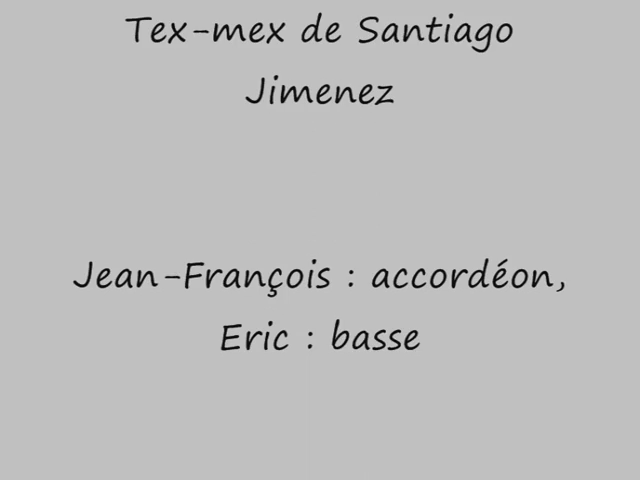 Tex-mex de Santiago
Jimenez
Jean-François : accordéon,
Eric : basse